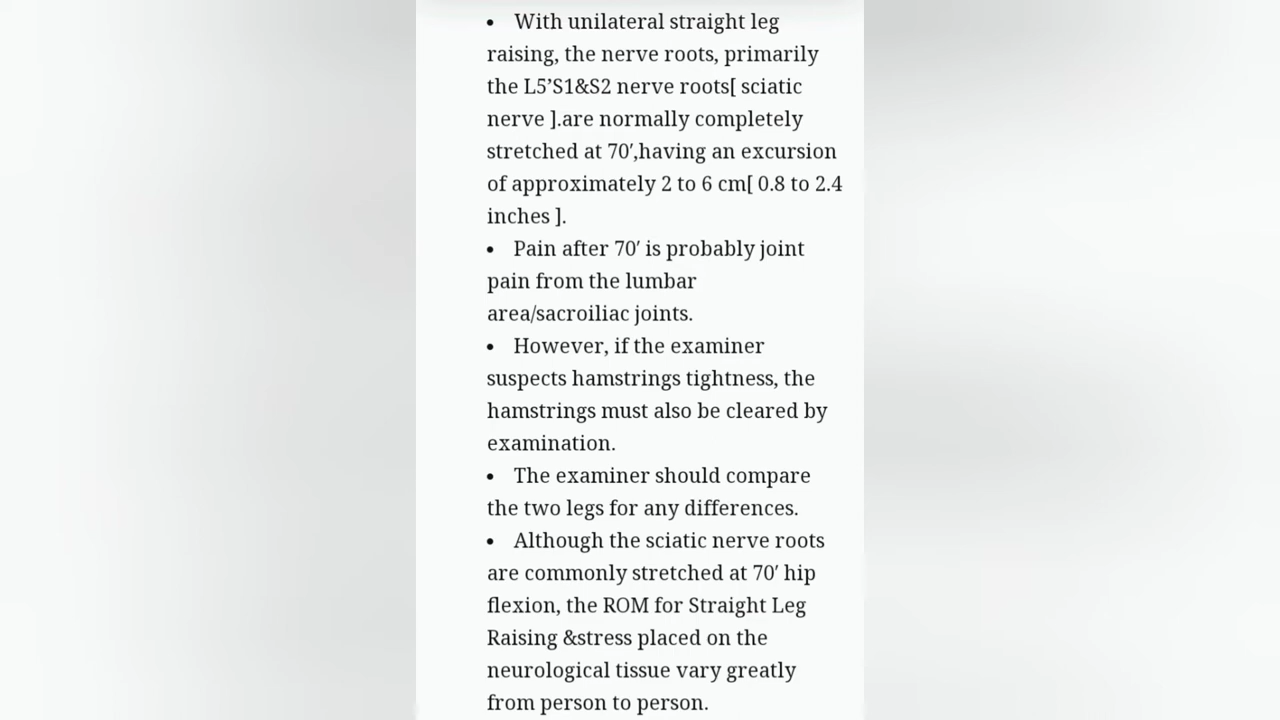 • With unilateral straight leg
raising, the nerve roots, primarily
the L5’S1&S2 nerve roots[ sciatic
nerve ].are normally completely
stretched at 70′,having an excursion
of approximately 2 to 6 cm[ 0.8 to 2.4
inches ].
• Pain after 70′ is probably joint
pain from the lumbar
area/sacroiliac joints.
• However, if the examiner
suspects hamstrings tightness, the
hamstrings must also be cleared by
examination.
• The examiner should compare
the two legs for any differences.
• Although the sciatic nerve roots
are commonly stretched at 70′ hip
flexion, the ROM for Straight Leg
Raising &stress placed on the
neurological tissue vary greatly
from person to person.